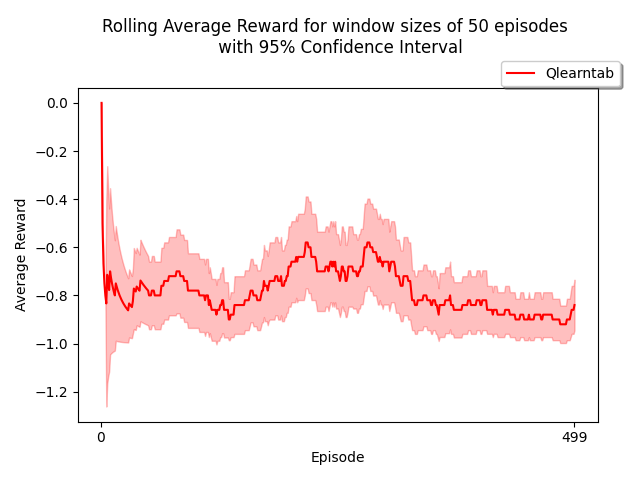 Rolling Average Reward for window sizes of 50 episodes
with 95% Confidence Interval
Qlearntab
0.0
−0.2
−0.4
−0.6
−0.8
−1.0
−1.2
Average Reward
0 499
Episode